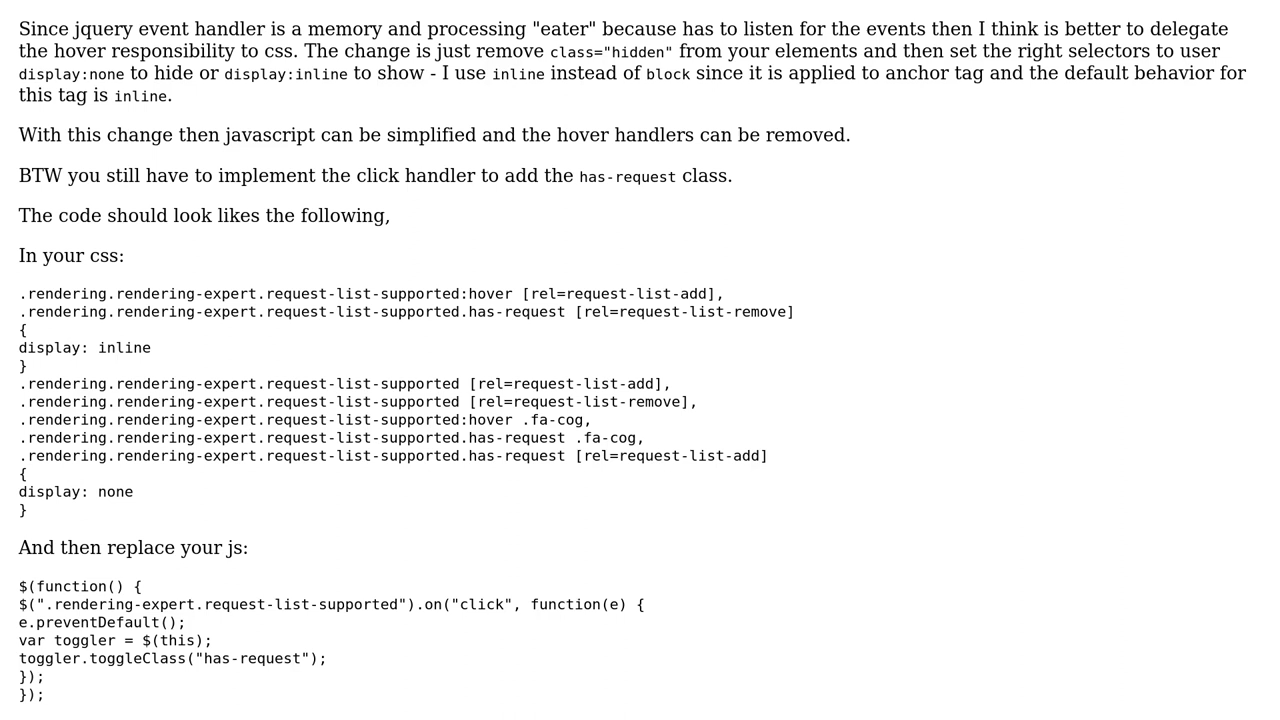 Since jquery event handler is a memory and processing "eater" because has to listen for the events then I think is better to delegate
the hover responsibility to css. The change is just remove class="hidden" from your elements and then set the right selectors to user
display:none to hide or display:inline to show - I use inline instead of block since it is applied to anchor tag and the default behavior for
this tag is inline.
With this change then javascript can be simplified and the hover handlers can be removed.
BTW you still have to implement the click handler to add the has-request class.
The code should look likes the following,
In your css:
.rendering.rendering-expert.request-list-supported:hover [rel=request-list-add],
.rendering.rendering-expert.request-list-supported.has-request [rel=request-list-remove]
{
display: inline
}
.rendering.rendering-expert.request-list-supported [rel=request-list-add],
.rendering.rendering-expert.request-list-supported [rel=request-list-remove],
.rendering.rendering-expert.request-list-supported:hover .fa-cog,
.rendering.rendering-expert.request-list-supported.has-request .fa-cog,
.rendering.rendering-expert.request-list-supported.has-request [rel=request-list-add]
{
display: none
}
And then replace your js:
$(function() {
$(".rendering-expert.request-list-supported").on("click", function(e) {
e.preventDefault();
var toggler = $(this);
toggler.toggleClass("has-request");
});
});